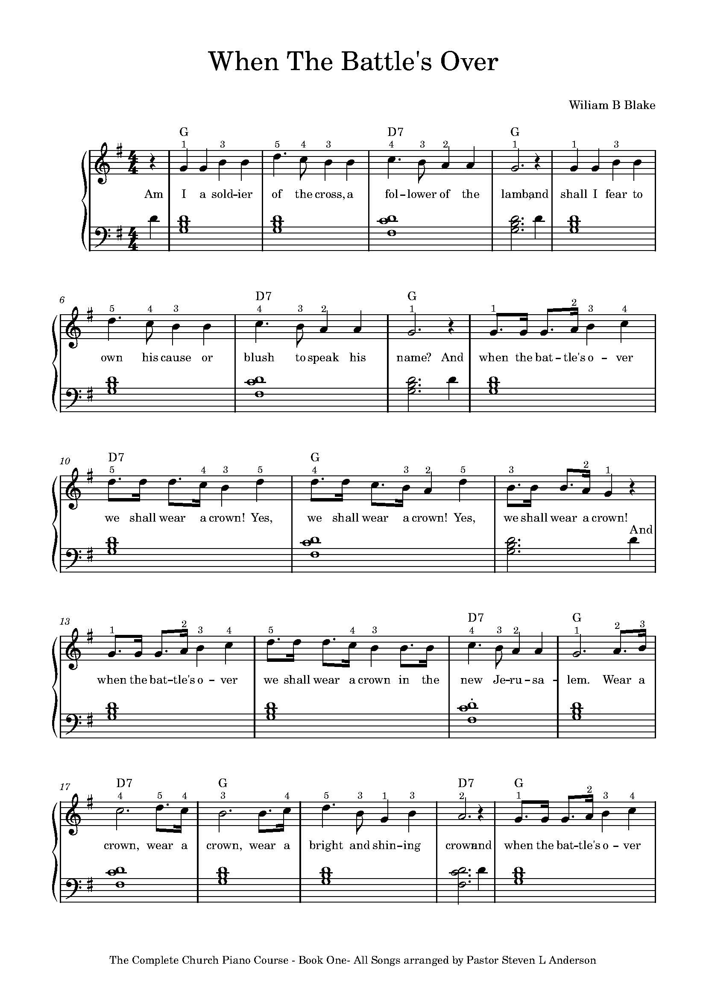 When The Battle's Over
Wiliam B Blake
G D7 G
1 3 5 4 3 4 3 2 1 1 3
4 4
Am I a sold -- ier of the cross, a fol -- lower of the lamb, and shall I fear to
4 4
6
D7 G
5 4 3 4 3 2 1 1 2 3 4
own his cause or blush to speak his name? And when the bat -- tle's o -- ver
10
D7 G
5 4 3 5 4 3 2 5 3 2 1
we shall wear a crown! Yes, we shall wear a crown! Yes, we shall wear a crown!
And
13
D7 G
1 2 3 4 5 4 3 4 3 2 1 2 3
when the bat -- tle's o -- ver we shall wear a crown in the new Je -- ru -- sa -- lem. Wear a
17
D7 G D7 G
4 5 4 3 4 5 3 1 3 2 1 2 3 4
crown, wear a crown, wear a bright and shin -- ing crown and when the bat -- tle's o -- ver
The Complete Church Piano Course - Book One- All Songs arranged by Pastor Steven L Anderson